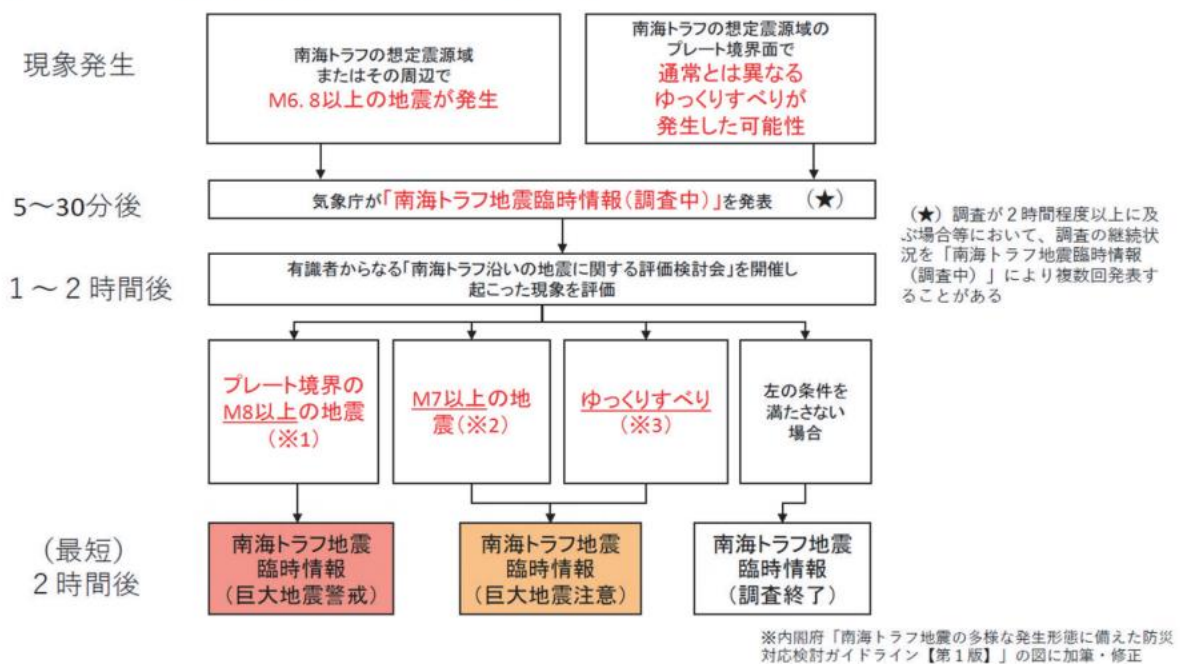 現象発生
南海トラフの想定震源域
またはその周辺で
M6.8以上の地震が発生
南海トラフの想定震源域の
プレート境界面で
通常とは異なる
ゆっくりすべりが
発生した可能性
5～30分後
気象庁が「南海トラフ地震臨時情報(調査中)」を発表 (★)
(★)調査が2時間程度以上に及
ぶ場合等において、調査の継続状
況を「南海トラフ地震臨時情報
(調査中)」により複数回発表す
ることがある
1～2時間後
有識者からなる「南海トラフ沿いの地震に関する評価検討会」を開催し
起こった現象を評価
プレート境界の
M8以上の地震
(※1)
M7以上の地
震(※2)
ゆっくりすべり
(※3)
左の条件を
満たさない
場合
(最短)
2時間後
南海トラフ地震
臨時情報
(巨大地震警戒)
南海トラフ地震
臨時情報
(巨大地震注意)
南海トラフ地震
臨時情報
(調査終了)
※内閣府「南海トラフ地震の多様な発生形態に備えた防災
対応検討ガイドライン【第1版】」の図に加筆・修正